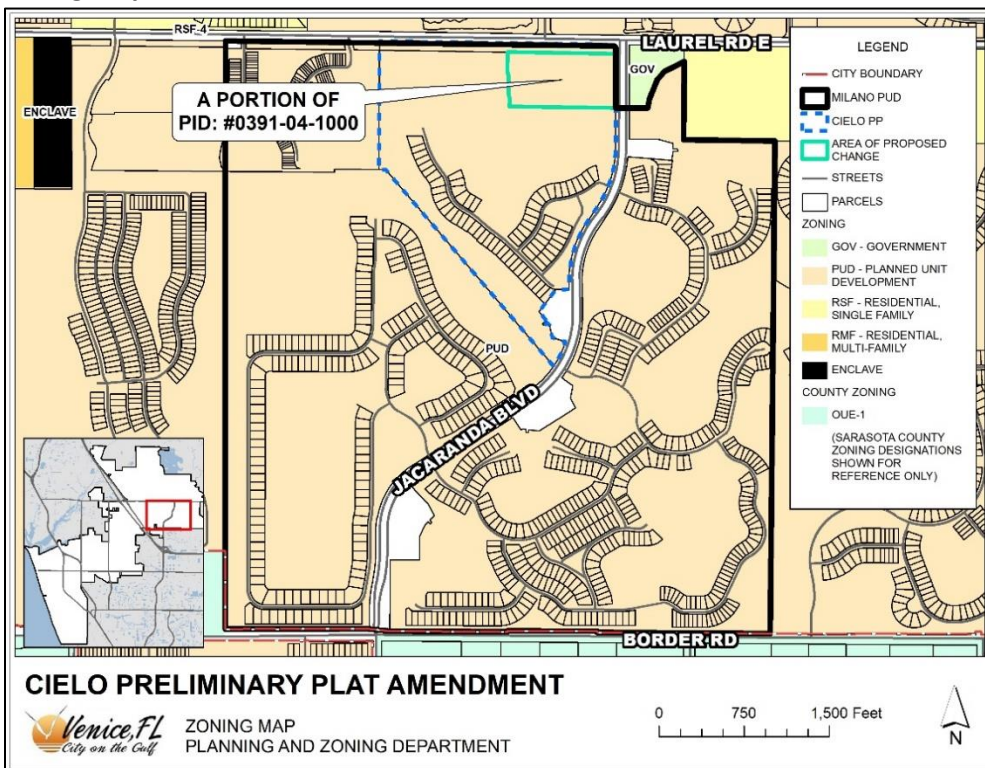 RSF-4
LAUREL RD E
GOV
A PORTION OF
PID: #0391-04-1000
ENCLAVE
PUD
JACARANDA BLVD
BORDER RD
LEGEND
CITY BOUNDARY
MILANO PUD
CIELO PP
AREA OF PROPOSED
CHANGE
STREETS
PARCELS
ZONING
GOV - GOVERNMENT
PUD - PLANNED UNIT
DEVELOPMENT
RSF - RESIDENTIAL,
SINGLE FAMILY
RMF - RESIDENTIAL,
MULTI-FAMILY
ENCLAVE
COUNTY ZONING
OUE-1
(SARASOTA COUNTY
ZONING DESIGNATIONS
SHOWN FOR
REFERENCE ONLY)
CIELO PRELIMINARY PLAT AMENDMENT
Venice, FL
City on the Gulf
ZONING MAP
PLANNING AND ZONING DEPARTMENT
0 750 1,500 Feet
N